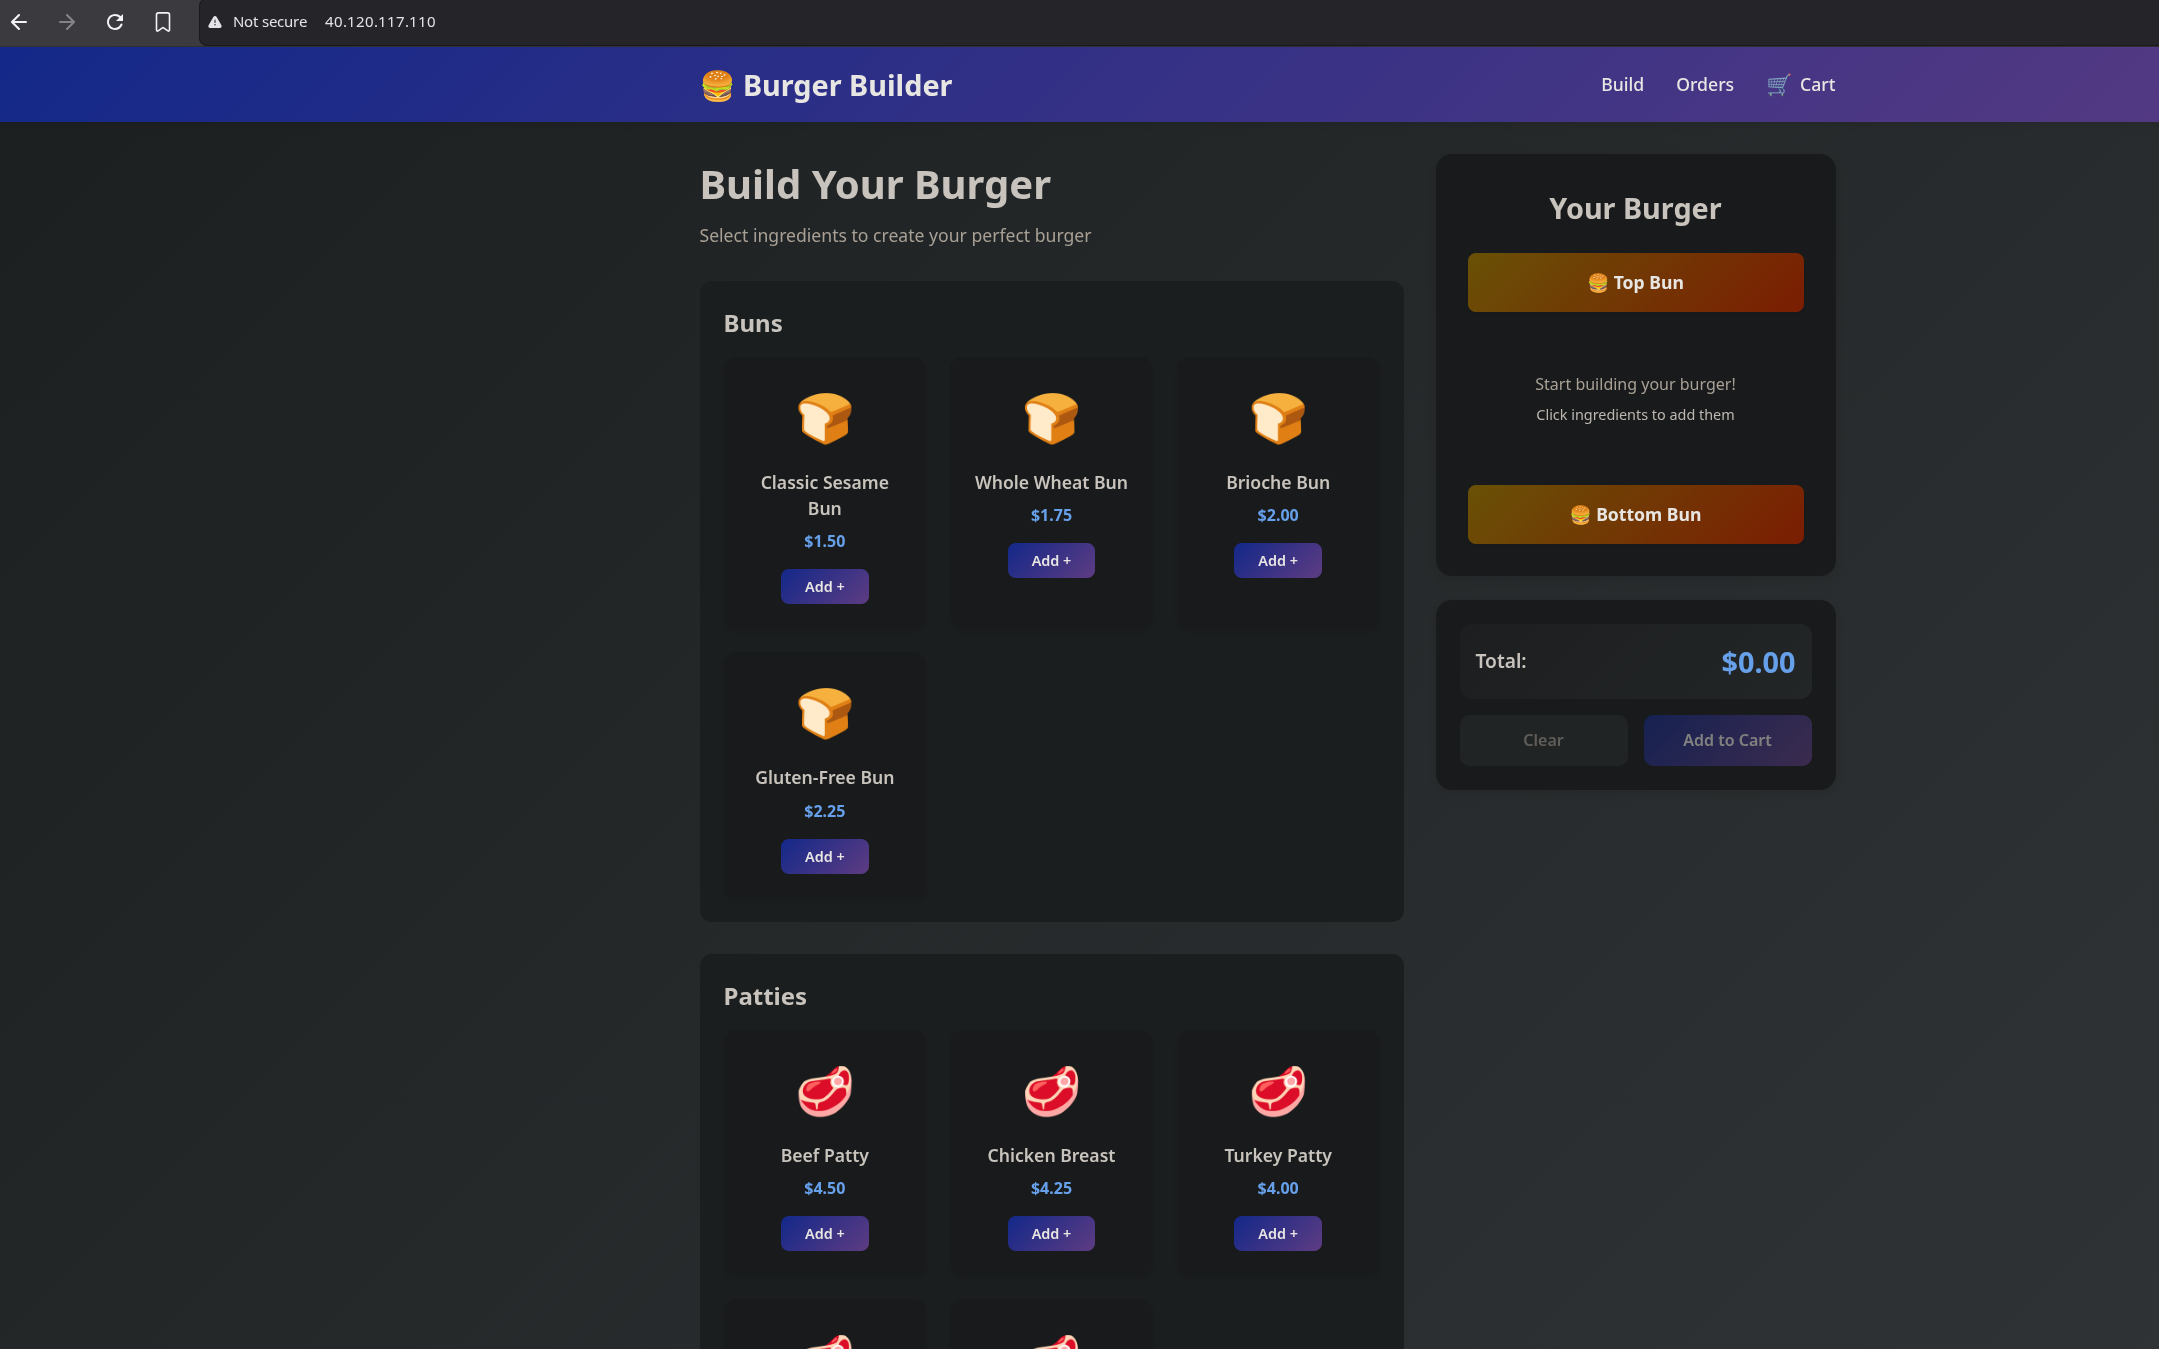 Not secure 40.120.117.110
🍔 Burger Builder
Build
Orders
🛒 Cart
Build Your Burger
Select ingredients to create your perfect burger
Buns
Classic Sesame
Bun
$1.50
Add +
Whole Wheat Bun
$1.75
Add +
Brioche Bun
$2.00
Add +
Gluten-Free Bun
$2.25
Add +
Patties
Beef Patty
$4.50
Add +
Chicken Breast
$4.25
Add +
Turkey Patty
$4.00
Add +
Your Burger
🍔 Top Bun
Start building your burger!
Click ingredients to add them
🍔 Bottom Bun
Total: $0.00
Clear
Add to Cart